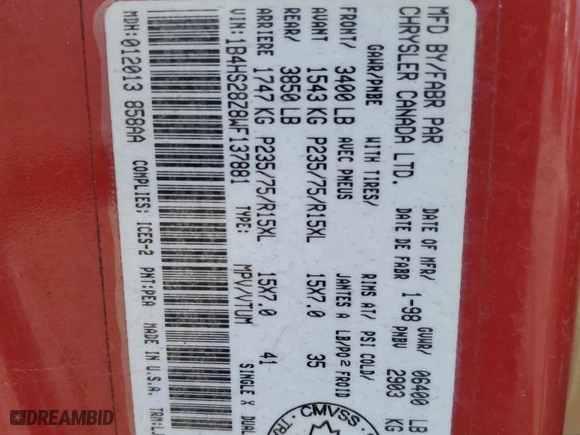 MFD BY/FABR PAR DATE OF MFR/ GVWR/ 06400 LB
CHRYSLER CANADA LTD. DATE DE FABR 1-98 PNBV 2903 KG
GAWR/PNBE WITH TIRES/ RIMS AT/ PSI COLD/
AVEC PNEUS JANTES A LB/PO² FROID
FRONT/ 3400 LB
AVANT 1543 KG P235/75/R15XL 15X7.0 35
REAR/ 3850 LB
ARRIERE 1747 KG P235/75/R15XL 15X7.0 41
VIN: 1B4HS28Z8WF137881 TYPE: MPV/VTUM SINGLE X DUAL
MDH: 012013 858AA COMPLIES: ICES-2 PNT:PEA MADE IN U.S.A. TRM:LJ
CMVSS
DREAMBID